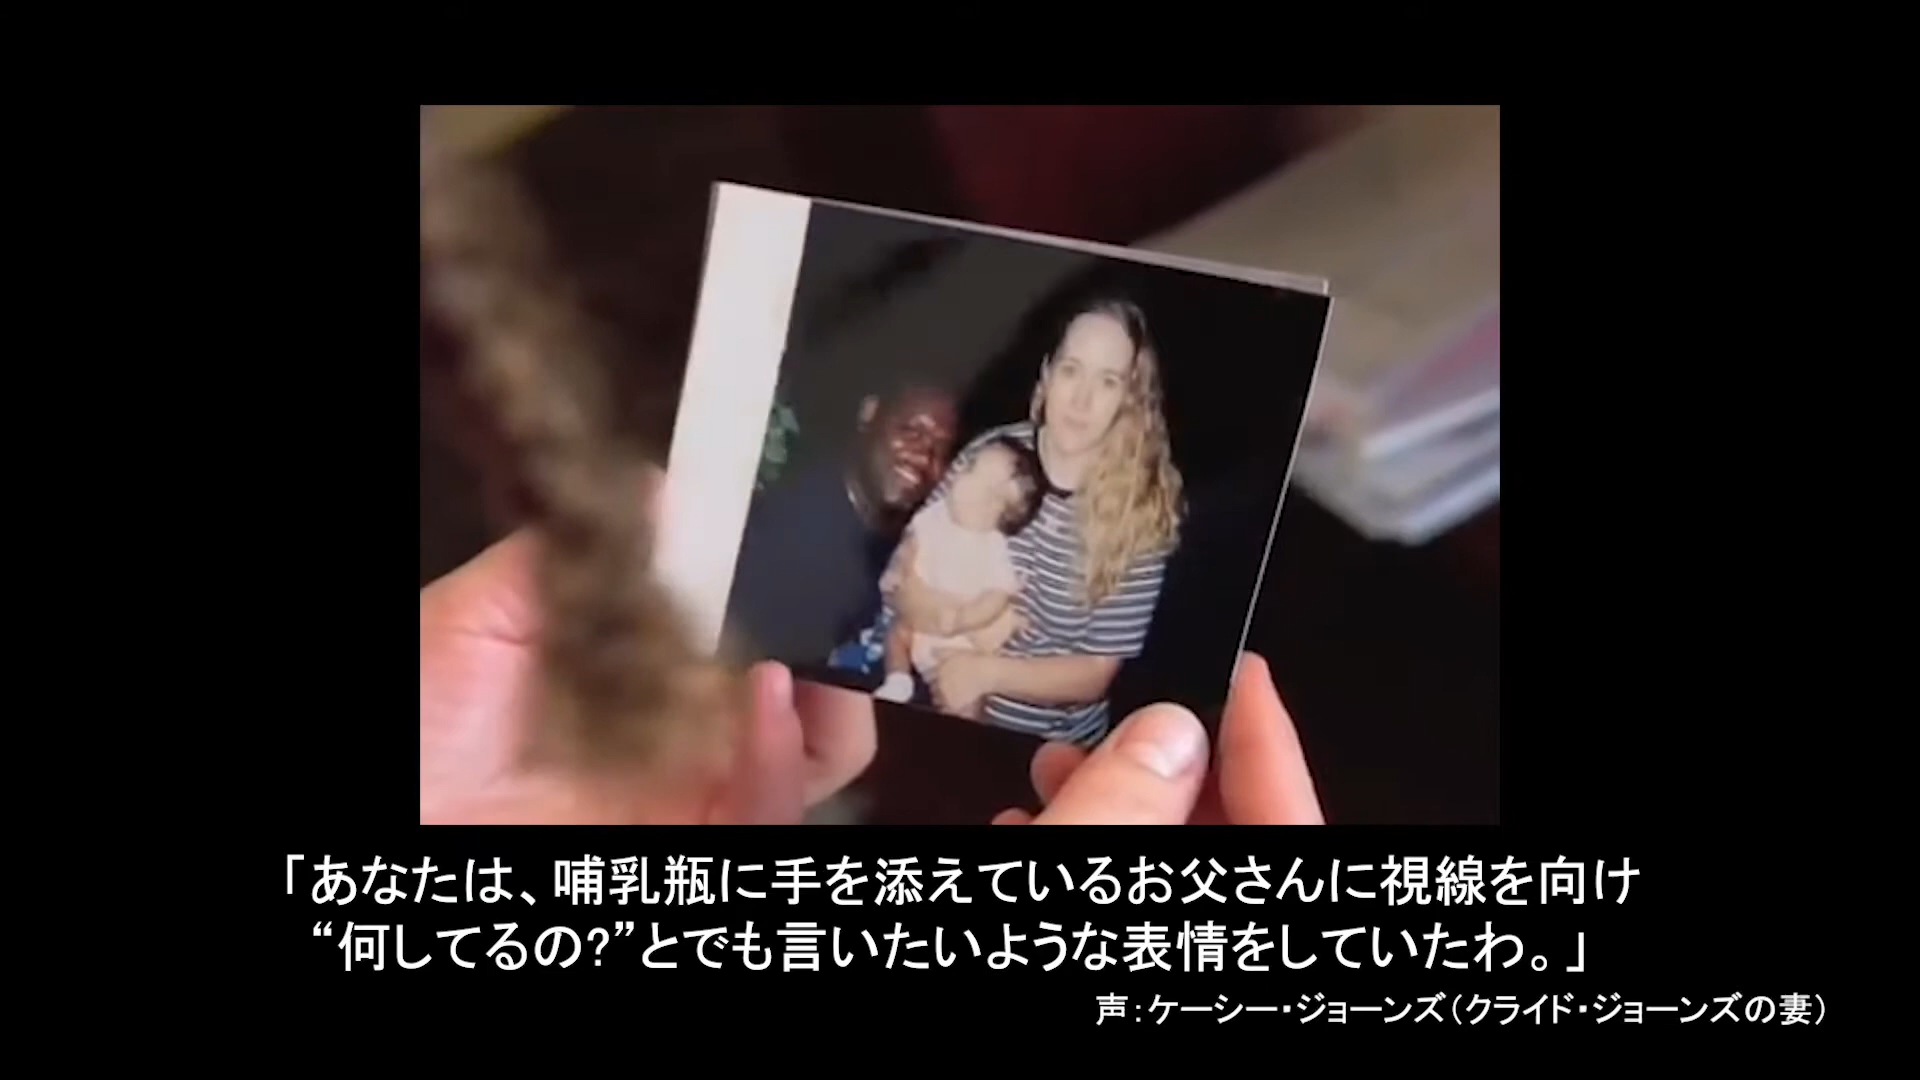 「あなたは、哺乳瓶に手を添えているお父さんに視線を向け
“何してるの?”とでも言いたいような表情をしていたわ。」
声：ケーシー・ジョーンズ（クライド・ジョーンズの妻）